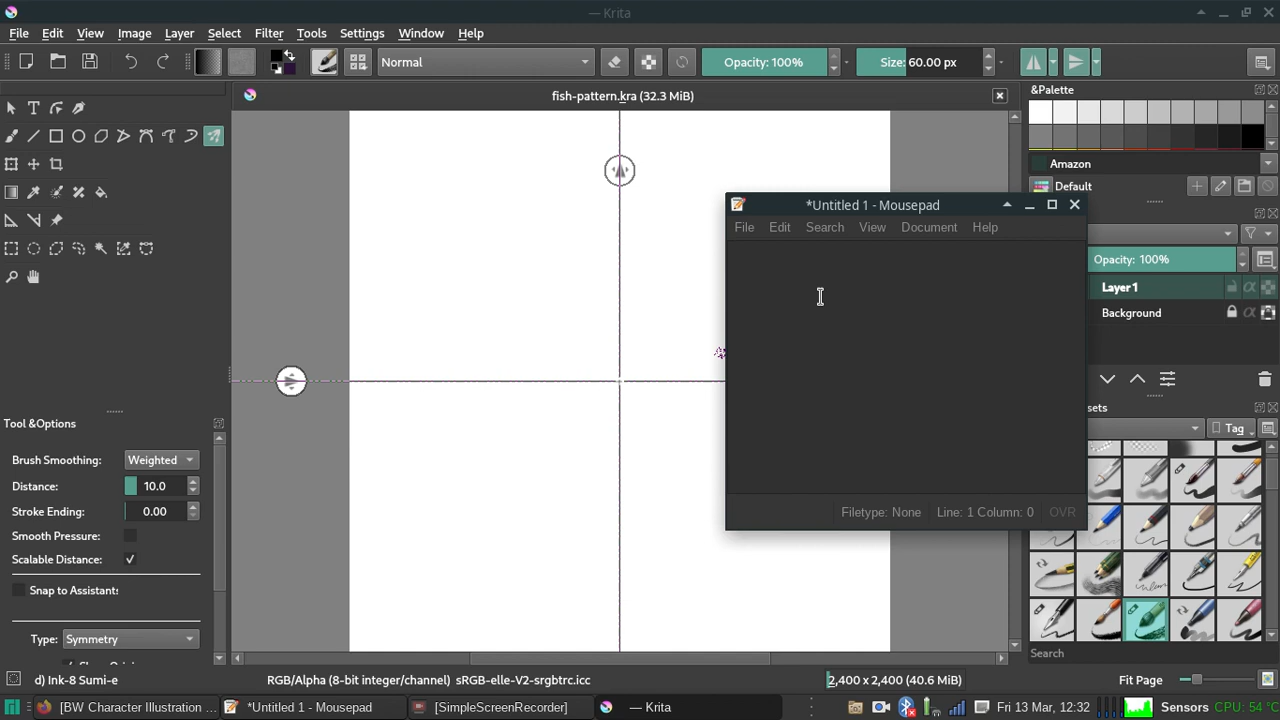 — Krita
File Edit View Image Layer Select Filter Tools Settings Window Help
Normal Opacity: 100% Size: 60.00 px
fish-pattern.kra (32.3 MiB)
&Palette
Amazon
Default
*Untitled 1 - Mousepad
File Edit Search View Document Help
Opacity: 100%
Layer 1
Background
Tool &Options
Brush Smoothing: Weighted
Distance: 10.0
Stroke Ending: 0.00
Smooth Pressure:
Scalable Distance:
Snap to Assistants
Type: Symmetry
Filetype: None Line: 1 Column: 0 OVR
Tag
Search
d) Ink-8 Sumi-e RGB/Alpha (8-bit integer/channel) sRGB-elle-V2-srgbtrc.icc 2,400 x 2,400 (40.6 MiB) Fit Page
[BW Character Illustration ... *Untitled 1 - Mousepad [SimpleScreenRecorder] — Krita Fri 13 Mar, 12:32 Sensors CPU: 54 °C